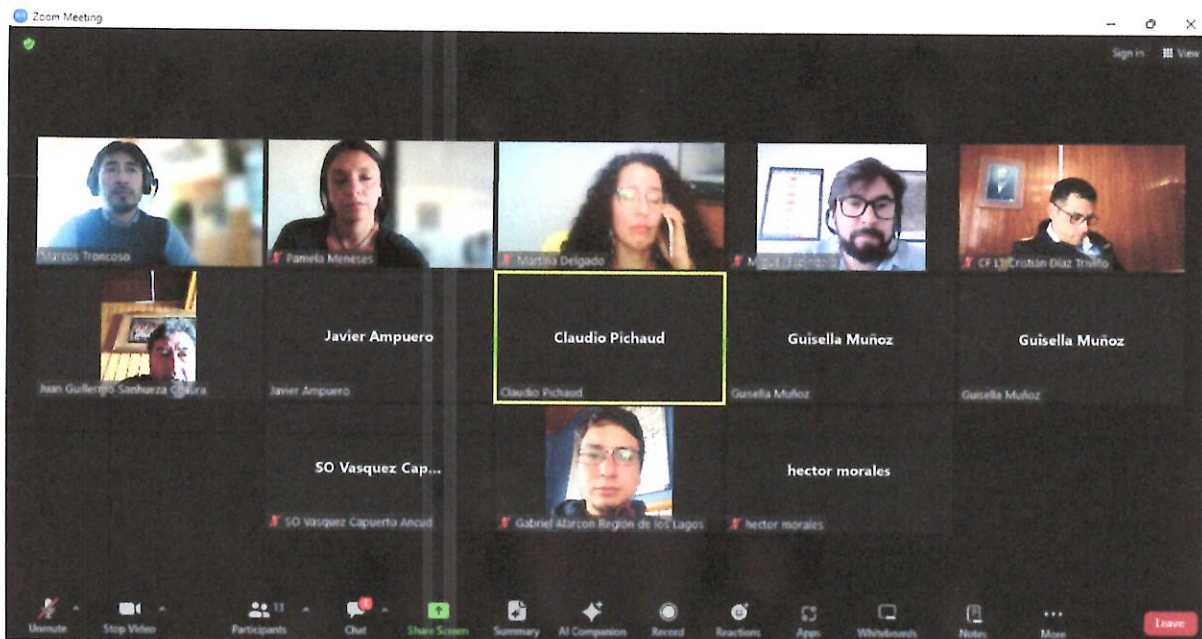 Zoom Meeting
Sign in View
Marcos Troncoso
Pamela Meneses
Martina Delgado
CF LT Cristián Díaz Triviño
Javier Ampuero
Claudio Pichaud
Guisella Muñoz
Guisella Muñoz
Juan Guillermo Sanhueza
Javier Ampuero
Claudio Pichaud
Guisella Muñoz
Guisella Muñoz
SO Vasquez Cap...
hector morales
SO Vasquez Capuerto Ancud
Gabriel Alarcon Región de los Lagos
hector morales
Unmute
Stop Video
Participants
13
Chat
1
Share Screen
Summary
AI Companion
Record
Reactions
Apps
Whiteboards
Notes
More
Leave